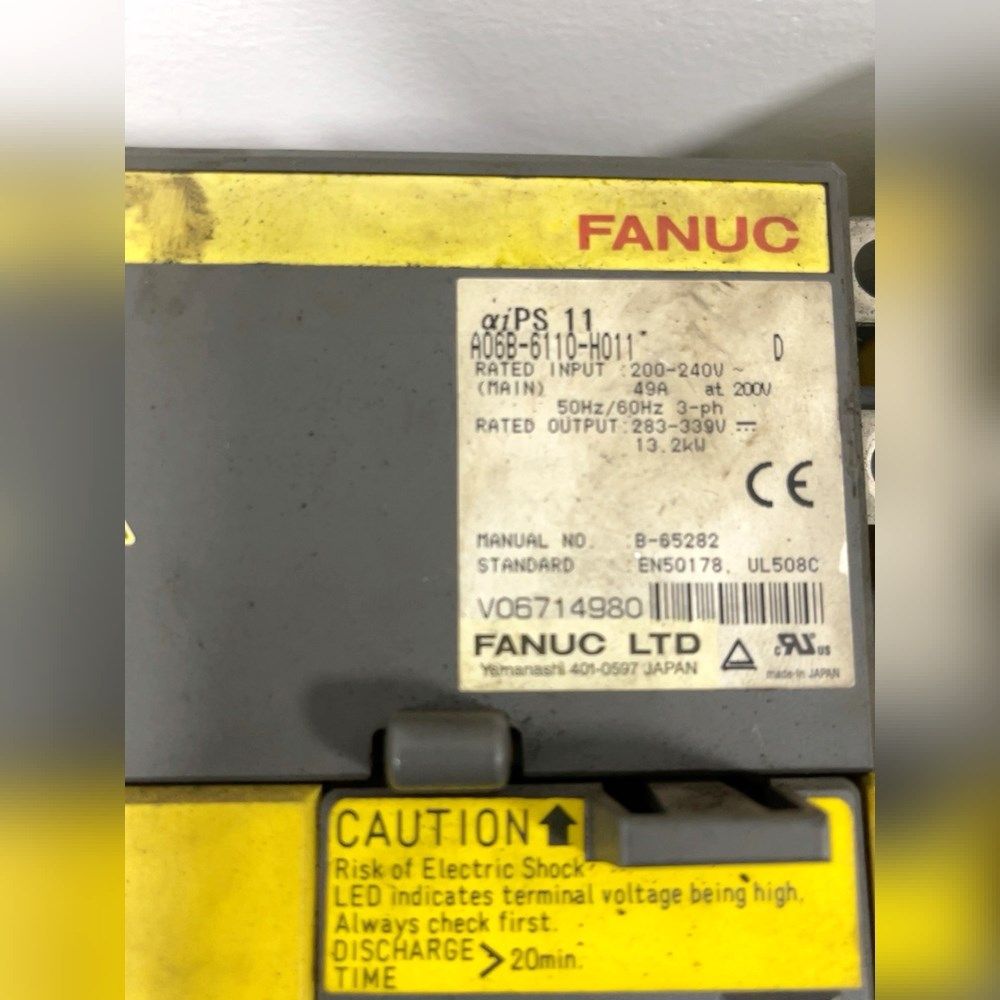 FANUC
αiPS 11
A06B-6110-H011 D
RATED INPUT :200-240V ~
(MAIN) 49A at 200V
50Hz/60Hz 3-ph
RATED OUTPUT:283-339V ⎓
13.2kW
CE
MANUAL NO. :B-65282
STANDARD :EN50178, UL508C
V06714980
FANUC LTD
Yamanashi 401-0597 JAPAN
c RU US
made in JAPAN
CAUTION
Risk of Electric Shock
LED indicates terminal voltage being high.
Always check first.
DISCHARGE TIME > 20min.